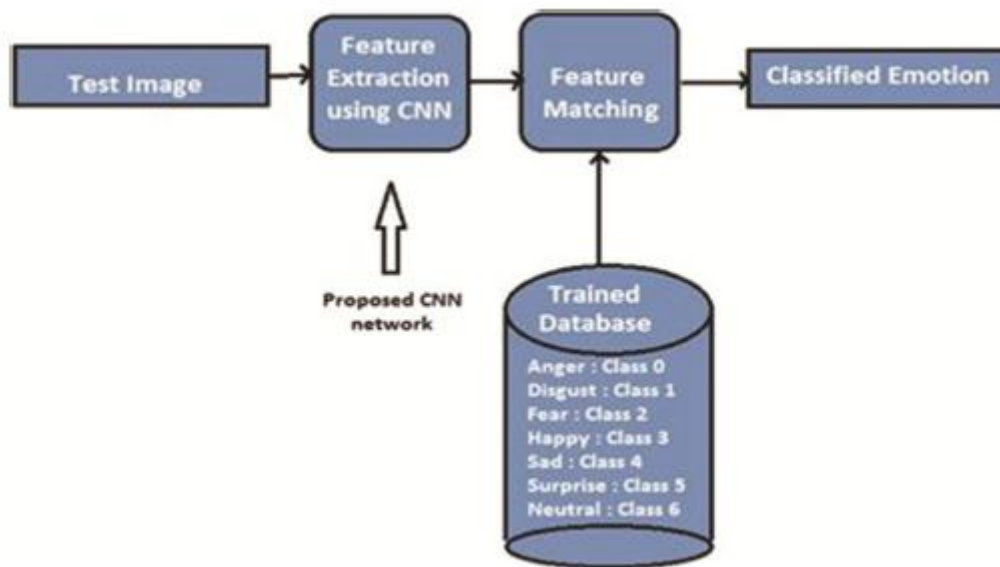 Test Image
Feature
Extraction
using CNN
Feature
Matching
Classified Emotion
Proposed CNN
network
Trained
Database
Anger : Class 0
Disgust : Class 1
Fear : Class 2
Happy : Class 3
Sad : Class 4
Surprise : Class 5
Neutral : Class 6